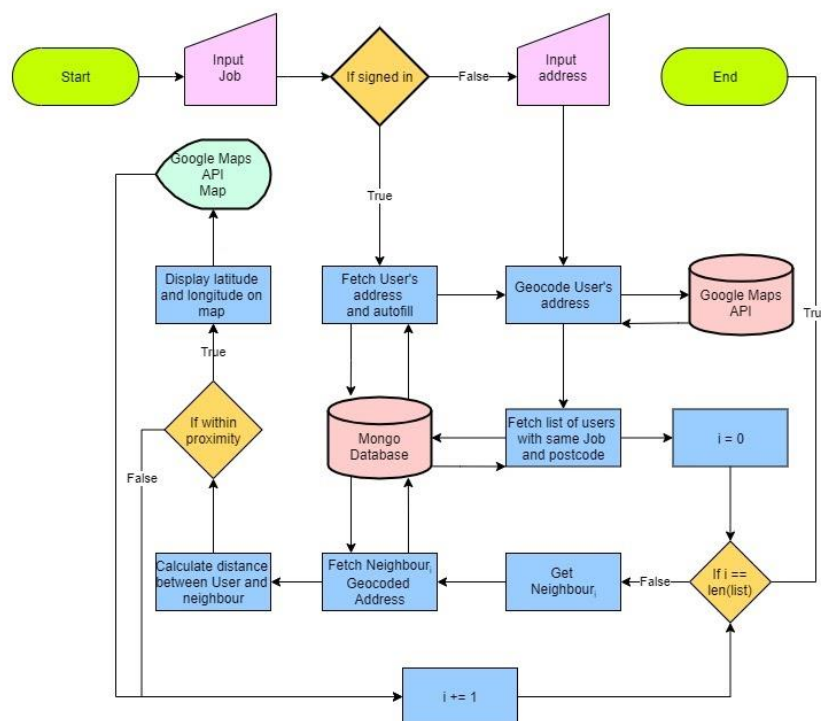 Start
Input
Job
If signed in
False
Input
address
End
Google Maps
API
Map
True
Display latitude
and longitude on
map
Fetch User's
address
and autofill
Geocode User's
address
Google Maps
API
Tru
True
If within
proximity
Mongo
Database
Fetch list of users
with same Job
and postcode
i = 0
False
Calculate distance
between User and
neighbour
Fetch Neighbourᵢ
Geocoded
Address
Get
Neighbourᵢ
False
If i ==
len(list)
i += 1